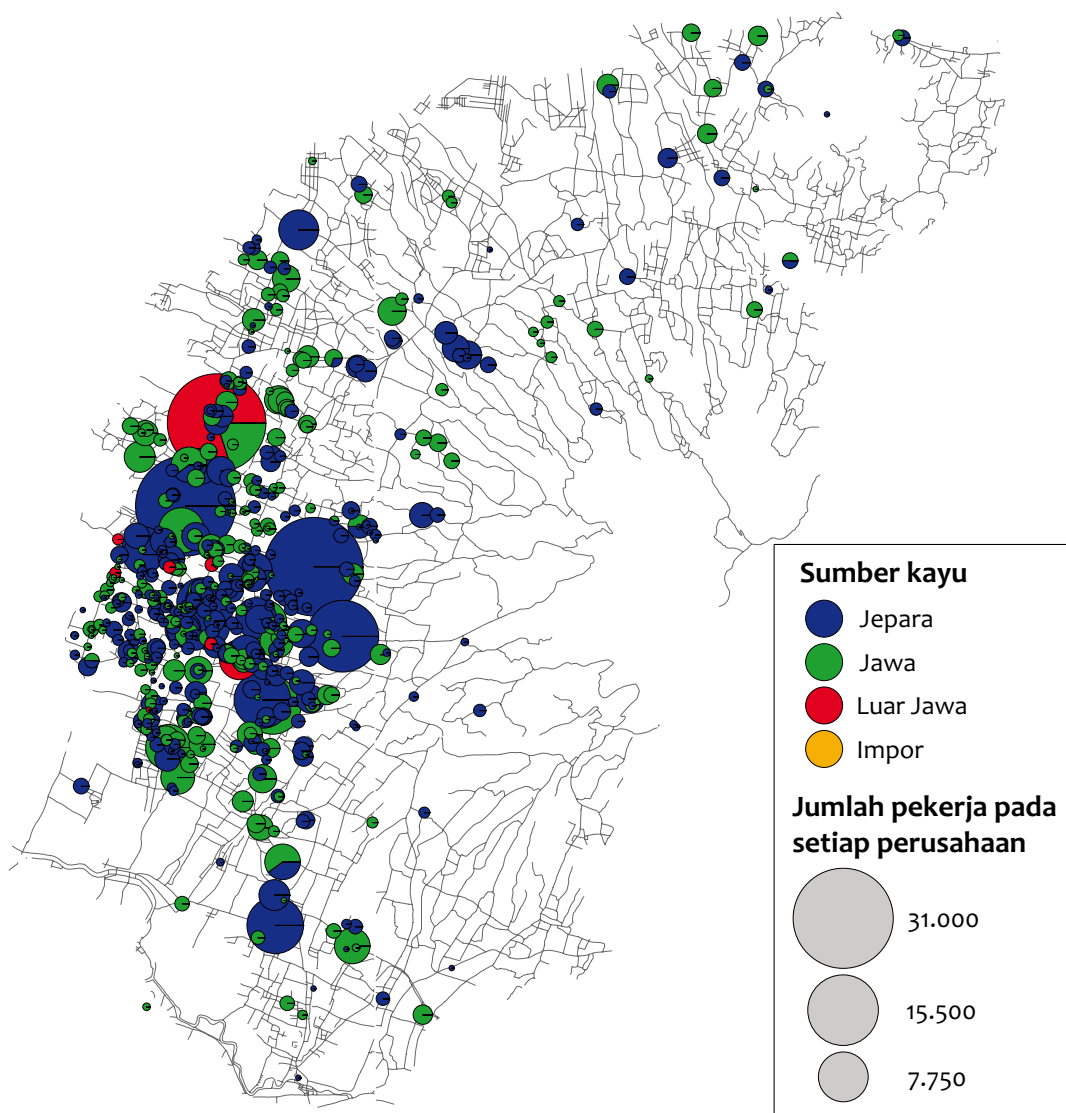 Sumber kayu
Jepara
Jawa
Luar Jawa
Impor
Jumlah pekerja pada
setiap perusahaan
31.000
15.500
7.750